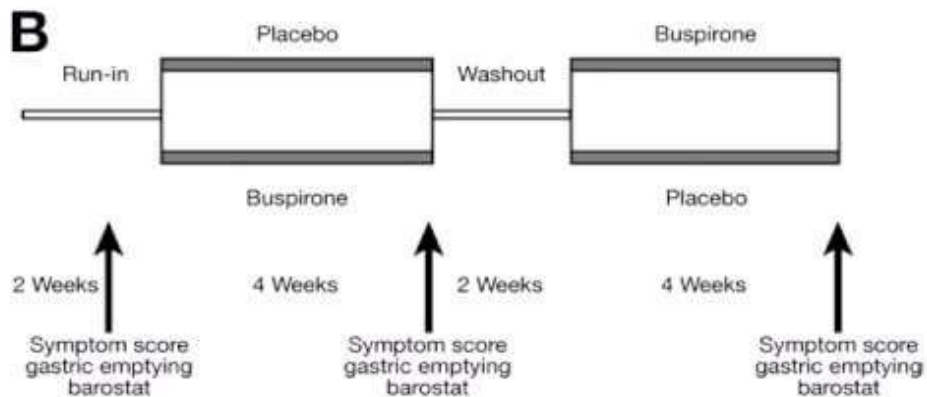 B
Placebo
Buspirone
Run-in
Washout
Buspirone
Placebo
2 Weeks
4 Weeks
2 Weeks
4 Weeks
Symptom score
gastric emptying
barostat
Symptom score
gastric emptying
barostat
Symptom score
gastric emptying
barostat